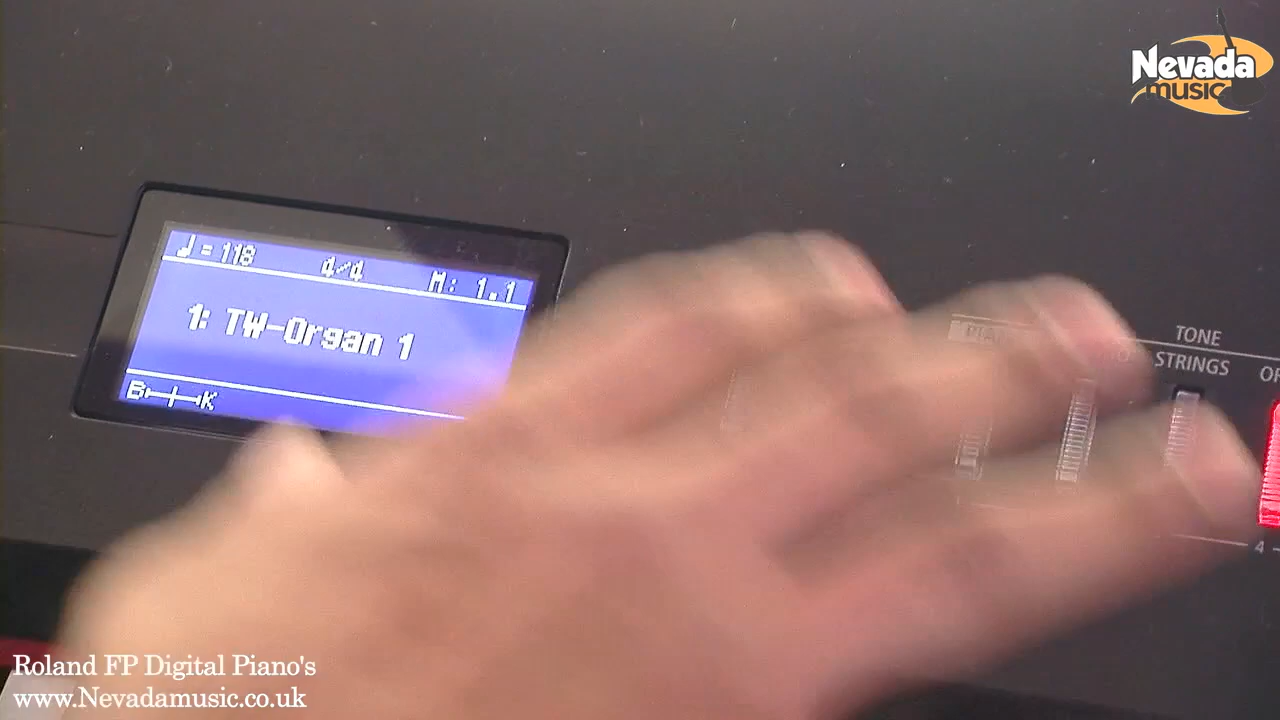 Nevada
music
♩=118 4/4 M: 1.1
1: TW-Organ 1
B K
TONE
STRINGS
4
Roland FP Digital Piano's
www.Nevadamusic.co.uk